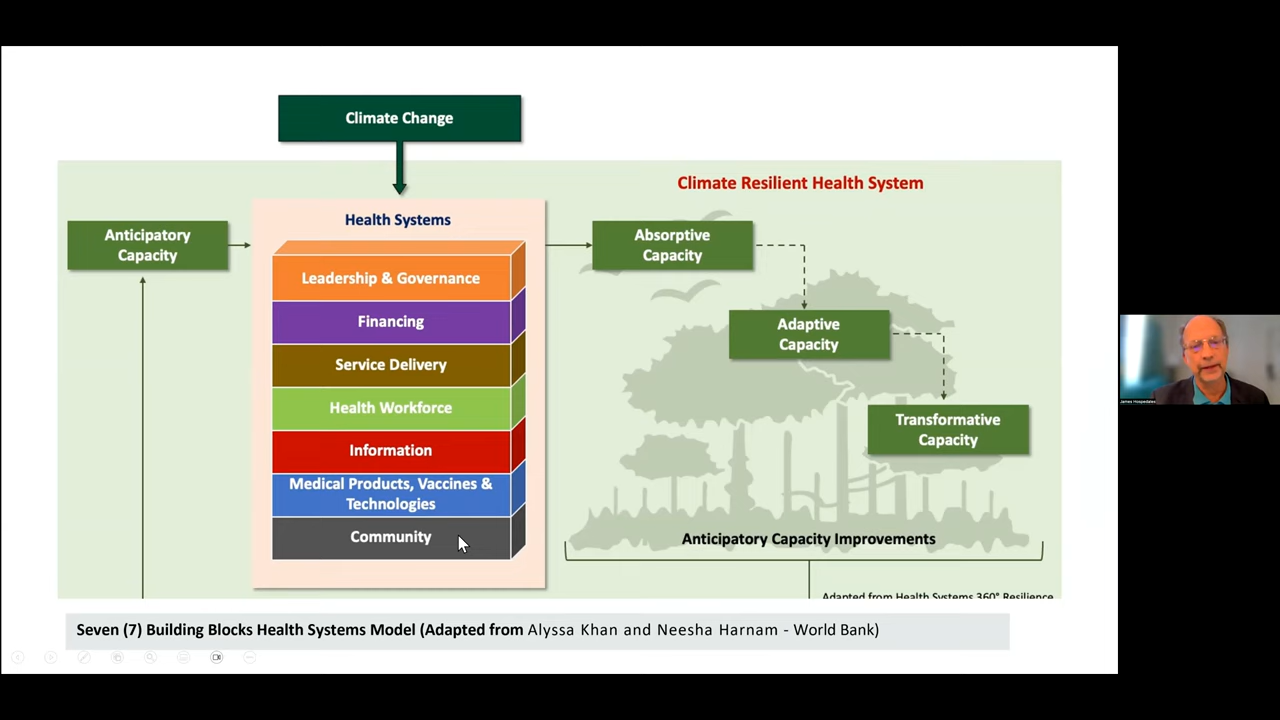 Climate Change
Climate Resilient Health System
Anticipatory
Capacity
Health Systems
Leadership & Governance
Financing
Service Delivery
Health Workforce
Information
Medical Products, Vaccines &
Technologies
Community
Absorptive
Capacity
Adaptive
Capacity
Transformative
Capacity
Anticipatory Capacity Improvements
Adapted from Health Systems 360° Resilience
Seven (7) Building Blocks Health Systems Model (Adapted from Alyssa Khan and Neesha Harnam - World Bank)
James Hospedales